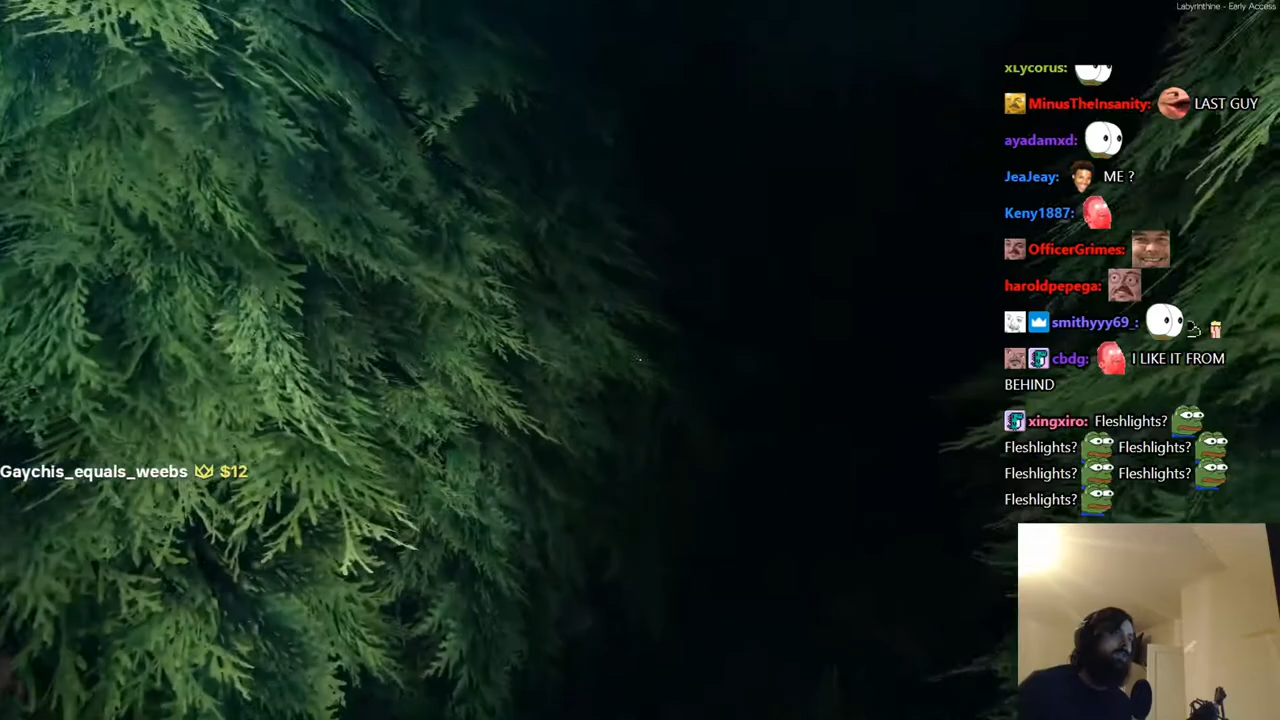 Labyrinthine - Early Access
xLycorus:
MinusTheInsanity: LAST GUY
ayadamxd:
JeaJeay: ME ?
Keny1887:
OfficerGrimes:
haroldpepega:
smithyyy69_:
cbdg: I LIKE IT FROM
BEHIND
xingxiro: Fleshlights?
Fleshlights? Fleshlights?
Fleshlights? Fleshlights?
Fleshlights?
Gaychis_equals_weebs $12